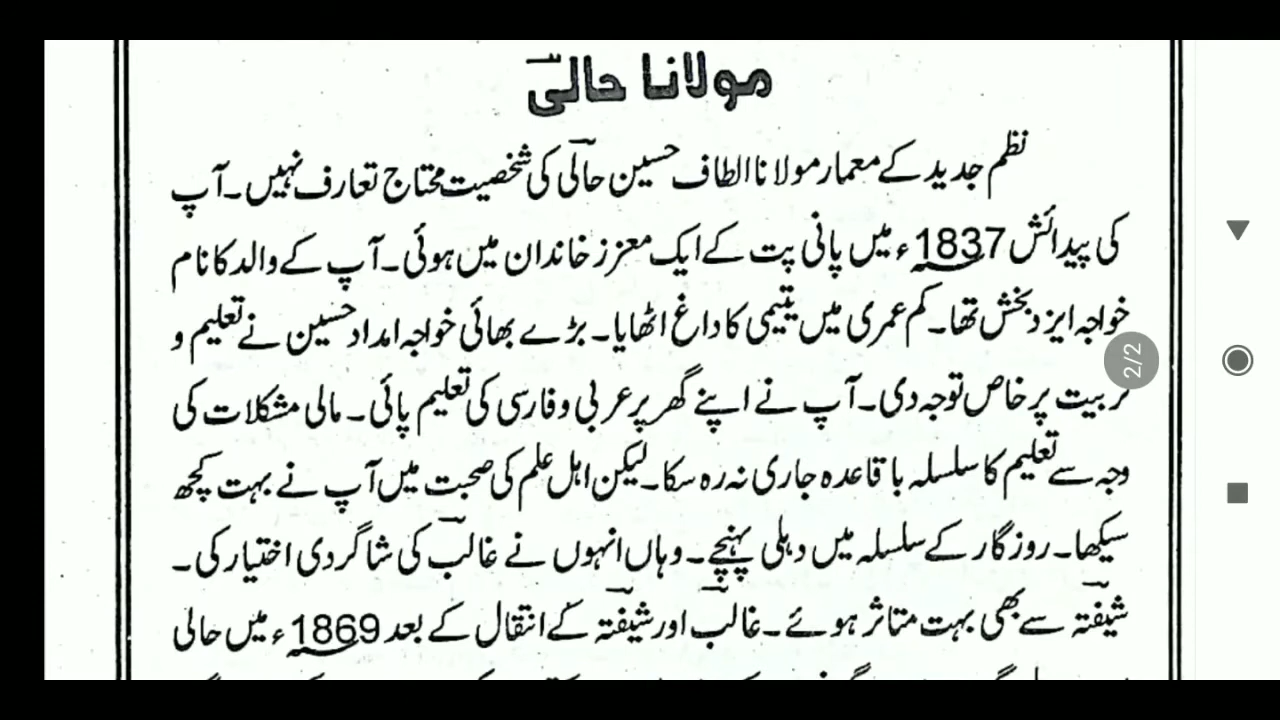 مولانا حالیؔ
نظم جدید کے معمار مولانا الطاف حسین حالیؔ کی شخصیت محتاج تعارف نہیں۔ آپ
کی پیدائش 1837ء میں پانی پت کے ایک معزز خاندان میں ہوئی۔ آپ کے والد کا نام
خواجہ ایزد بخش تھا۔ کم عمری میں یتیمی کا داغ اٹھایا۔ بڑے بھائی خواجہ امداد حسین نے تعلیم و
تربیت پر خاص توجہ دی۔ آپ نے اپنے گھر پر عربی و فارسی کی تعلیم پائی۔ مالی مشکلات کی
وجہ سے تعلیم کا سلسلہ باقاعدہ جاری نہ رہ سکا۔ لیکن اہل علم کی صحبت میں آپ نے بہت کچھ
سیکھا۔ روزگار کے سلسلہ میں دہلی پہنچے۔ وہاں انہوں نے غالبؔ کی شاگردی اختیار کی۔
شیفتہؔ سے بھی بہت متاثر ہوئے۔ غالبؔ اور شیفتہؔ کے انتقال کے بعد 1869ء میں حالی
2/2